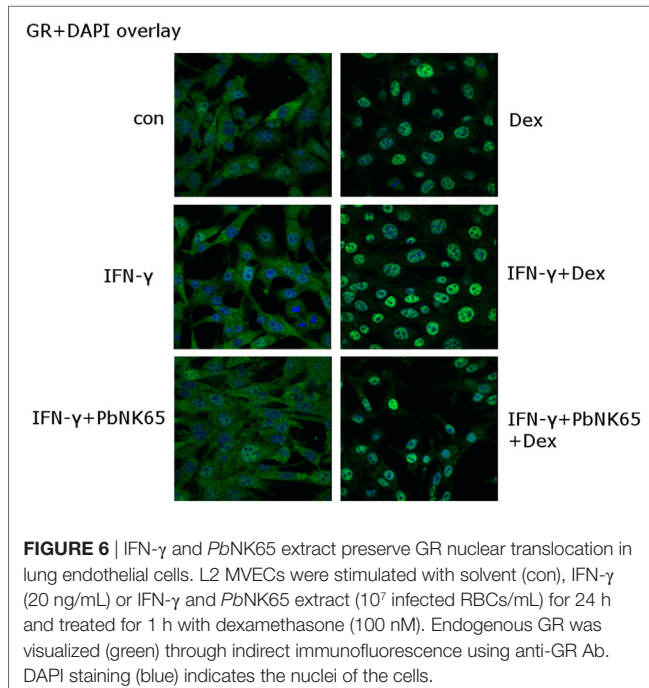 GR+DAPI overlay
con
Dex
IFN-γ
IFN-γ+Dex
IFN-γ+PbNK65
IFN-γ+PbNK65
+Dex
FIGURE 6 | IFN-γ and PbNK65 extract preserve GR nuclear translocation in
lung endothelial cells. L2 MVECs were stimulated with solvent (con), IFN-γ
(20 ng/mL) or IFN-γ and PbNK65 extract (10⁷ infected RBCs/mL) for 24 h
and treated for 1 h with dexamethasone (100 nM). Endogenous GR was
visualized (green) through indirect immunofluorescence using anti-GR Ab.
DAPI staining (blue) indicates the nuclei of the cells.